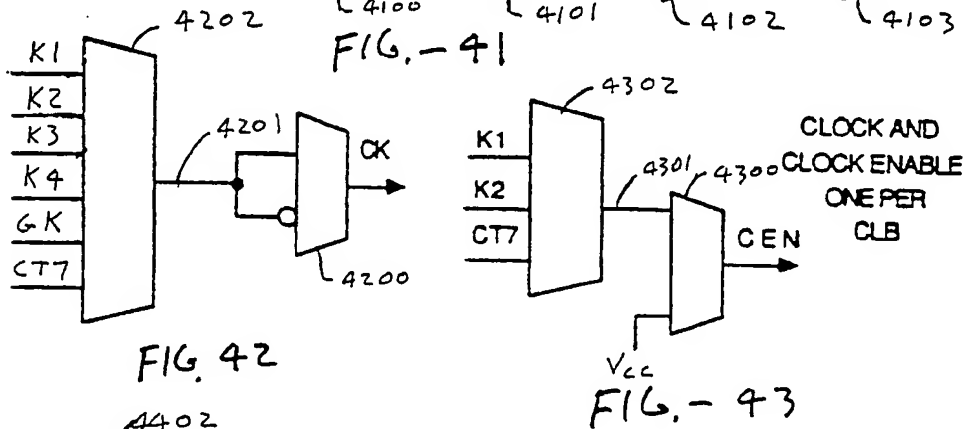 4100 4101 4102 4103
FIG.-41
4202
K1
K2
K3
K4
GK
CT7
4201
CK
4200
FIG. 42
4302
K1
K2
CT7
4301
4300
CLOCK AND
CLOCK ENABLE
ONE PER
CLB
CEN
Vcc
FIG.-43
4402